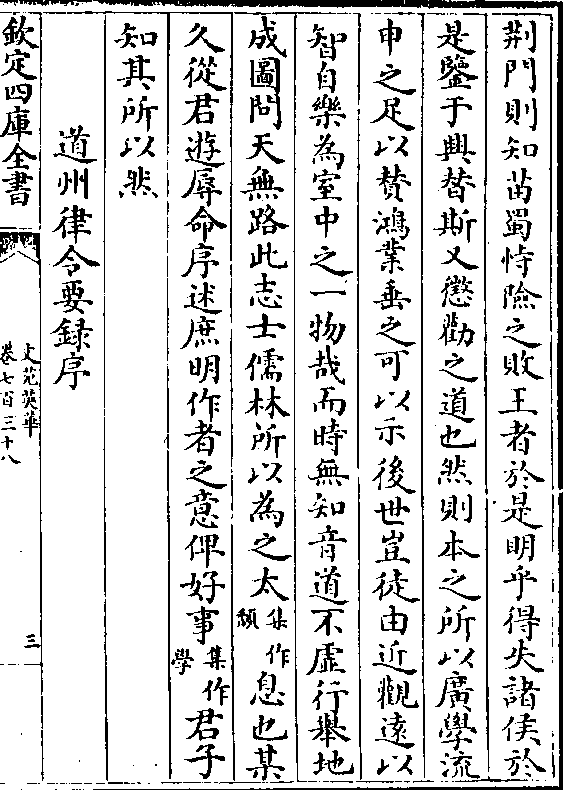 荆門則知苗蜀恃險之敗王者於是明乎得失諸侯於
是鑒于興替斯又懲勸之道也然則本之所以廣學流
申之足以賛鴻業垂之可以示後世豈徒由近觀遠以
智自樂為室中之一物哉而時無知音道不虛行舉地
成圖問天無路此志士儒林所以為之太集作頽息也某
久從君遊辱命序述庶明作者之意俾好事集作學君子
知其所以然
道州律令要録序
欽定四庫全書
文苑英華
卷七百三十八
三